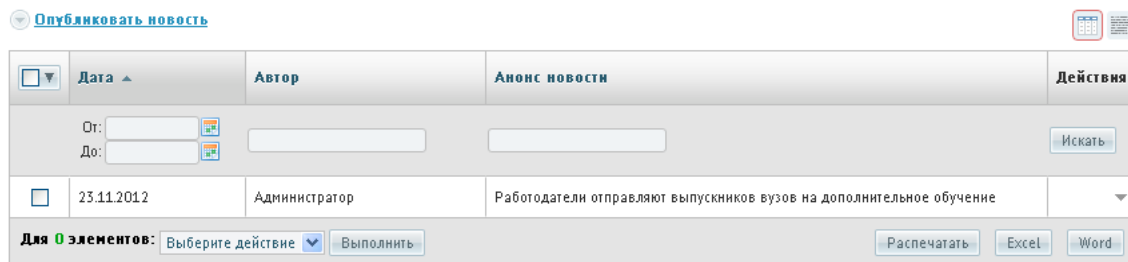 Опубликовать новость
Дата Автор Анонс новости Действия
От:
До:
Искать
23.11.2012 Администратор Работодатели отправляют выпускников вузов на дополнительное обучение
Для 0 элементов: Выберите действие Выполнить Распечатать Excel Word